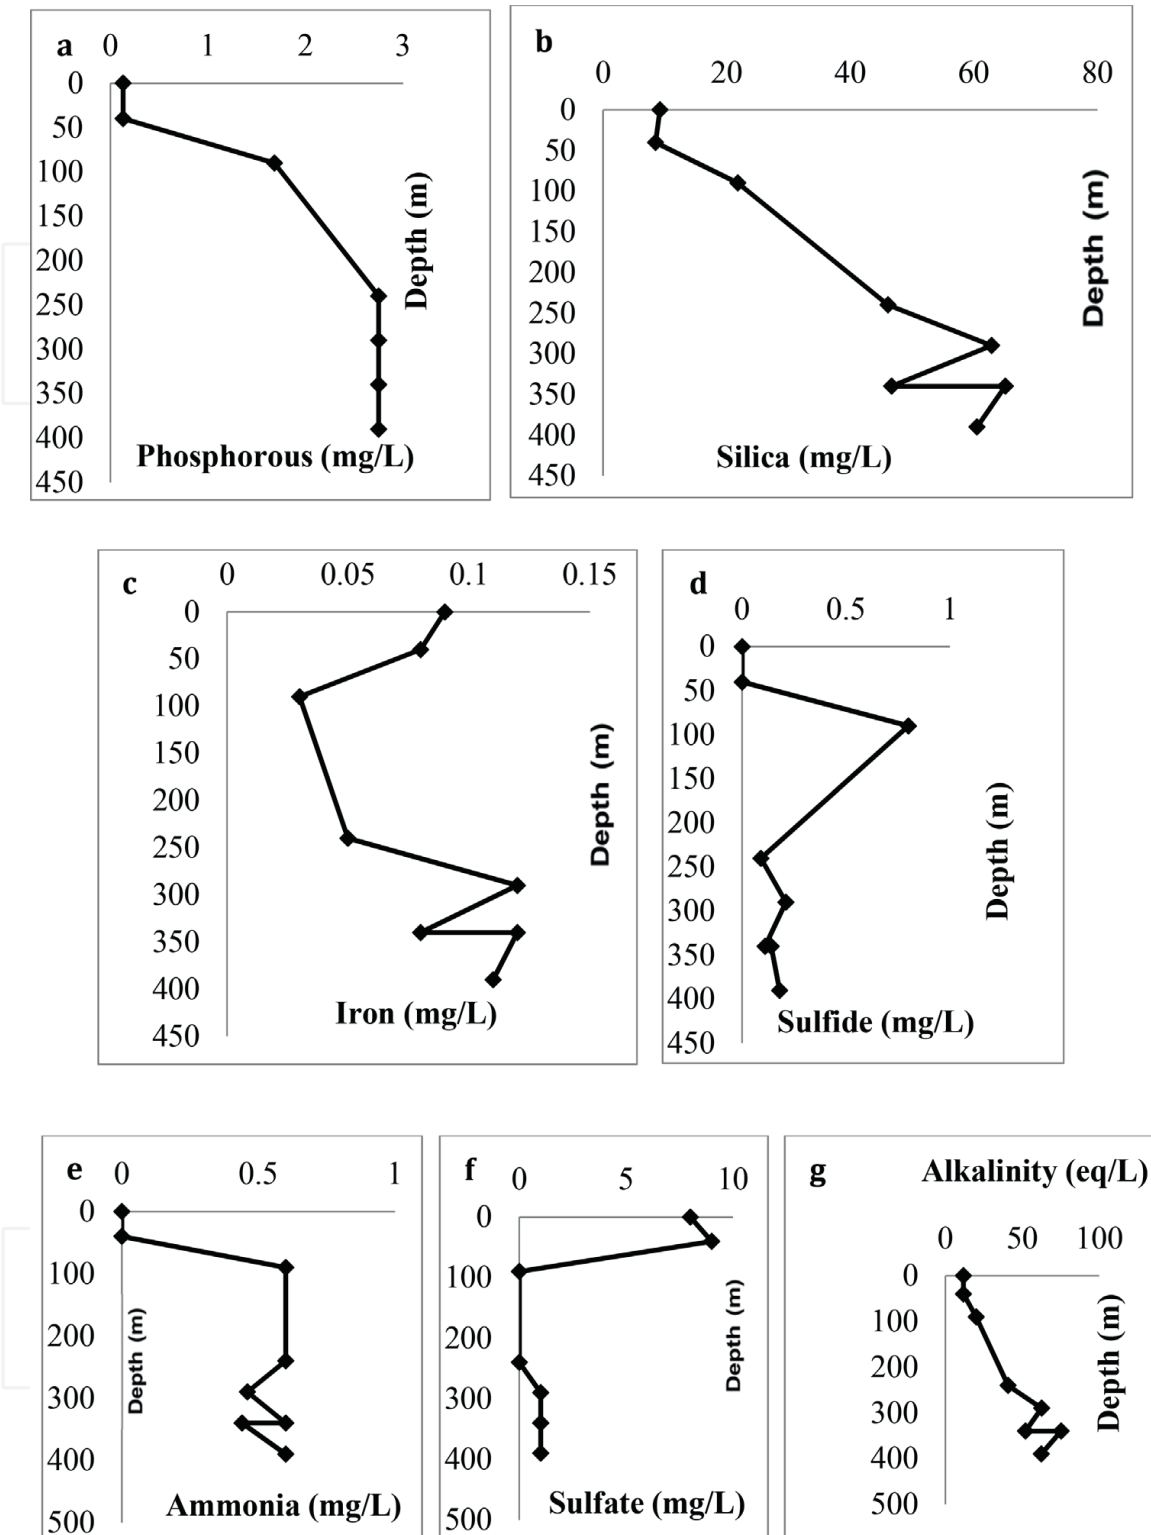 a 0 1 2 3
0
50
100
150
200
250
300
350
400
450
Depth (m)
Phosphorous (mg/L)
b
0 20 40 60 80
0
50
100
150
200
250
300
350
400
450
Depth (m)
Silica (mg/L)
c 0 0.05 0.1 0.15
0
50
100
150
200
250
300
350
400
450
Depth (m)
Iron (mg/L)
d
0 0.5 1
0
50
100
150
200
250
300
350
400
450
Depth (m)
Sulfide (mg/L)
e 0 0.5 1
0
100
200
300
400
500
Depth (m)
Ammonia (mg/L)
f 0 5 10
0
100
200
300
400
500
Depth (m)
Sulfate (mg/L)
g Alkalinity (eq/L)
0 50 100
0
100
200
300
400
500
Depth (m)